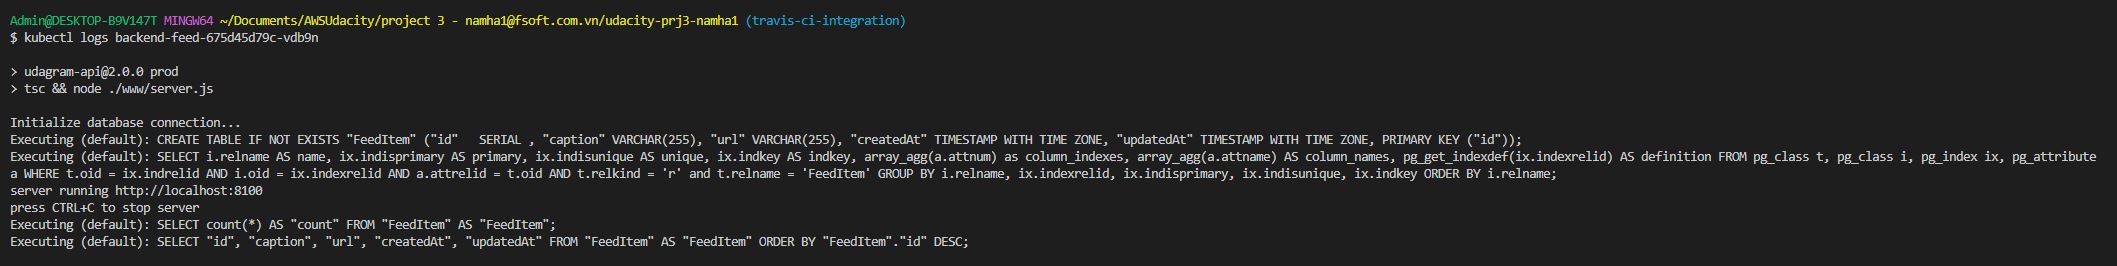 Admin@DESKTOP-B9V147T MINGW64 ~/Documents/AWSUdacity/project 3 - namha1@fsoft.com.vn/udacity-prj3-namha1 (travis-ci-integration)
$ kubectl logs backend-feed-675d45d79c-vdb9n
> udagram-api@2.0.0 prod
> tsc && node ./www/server.js
Initialize database connection...
Executing (default): CREATE TABLE IF NOT EXISTS "FeedItem" ("id"   SERIAL , "caption" VARCHAR(255), "url" VARCHAR(255), "createdAt" TIMESTAMP WITH TIME ZONE, "updatedAt" TIMESTAMP WITH TIME ZONE, PRIMARY KEY ("id"));
Executing (default): SELECT i.relname AS name, ix.indisprimary AS primary, ix.indisunique AS unique, ix.indkey AS indkey, array_agg(a.attnum) as column_indexes, array_agg(a.attname) AS column_names, pg_get_indexdef(ix.indexrelid) AS definition FROM pg_class t, pg_class i, pg_index ix, pg_attribute
a WHERE t.oid = ix.indrelid AND i.oid = ix.indexrelid AND a.attrelid = t.oid AND t.relkind = 'r' and t.relname = 'FeedItem' GROUP BY i.relname, ix.indexrelid, ix.indisprimary, ix.indisunique, ix.indkey ORDER BY i.relname;
server running http://localhost:8100
press CTRL+C to stop server
Executing (default): SELECT count(*) AS "count" FROM "FeedItem" AS "FeedItem";
Executing (default): SELECT "id", "caption", "url", "createdAt", "updatedAt" FROM "FeedItem" AS "FeedItem" ORDER BY "FeedItem"."id" DESC;